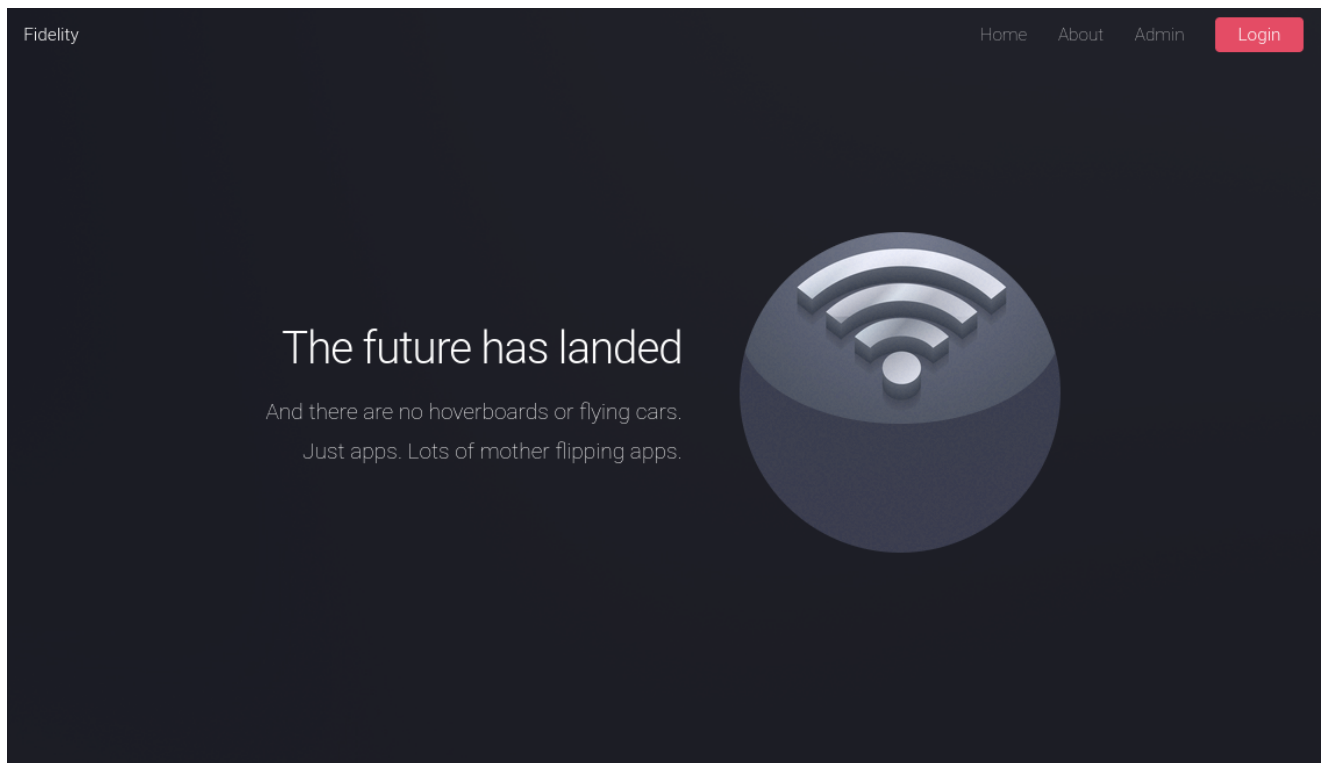 Fidelity
Home About Admin Login
The future has landed
And there are no hoverboards or flying cars.
Just apps. Lots of mother flipping apps.